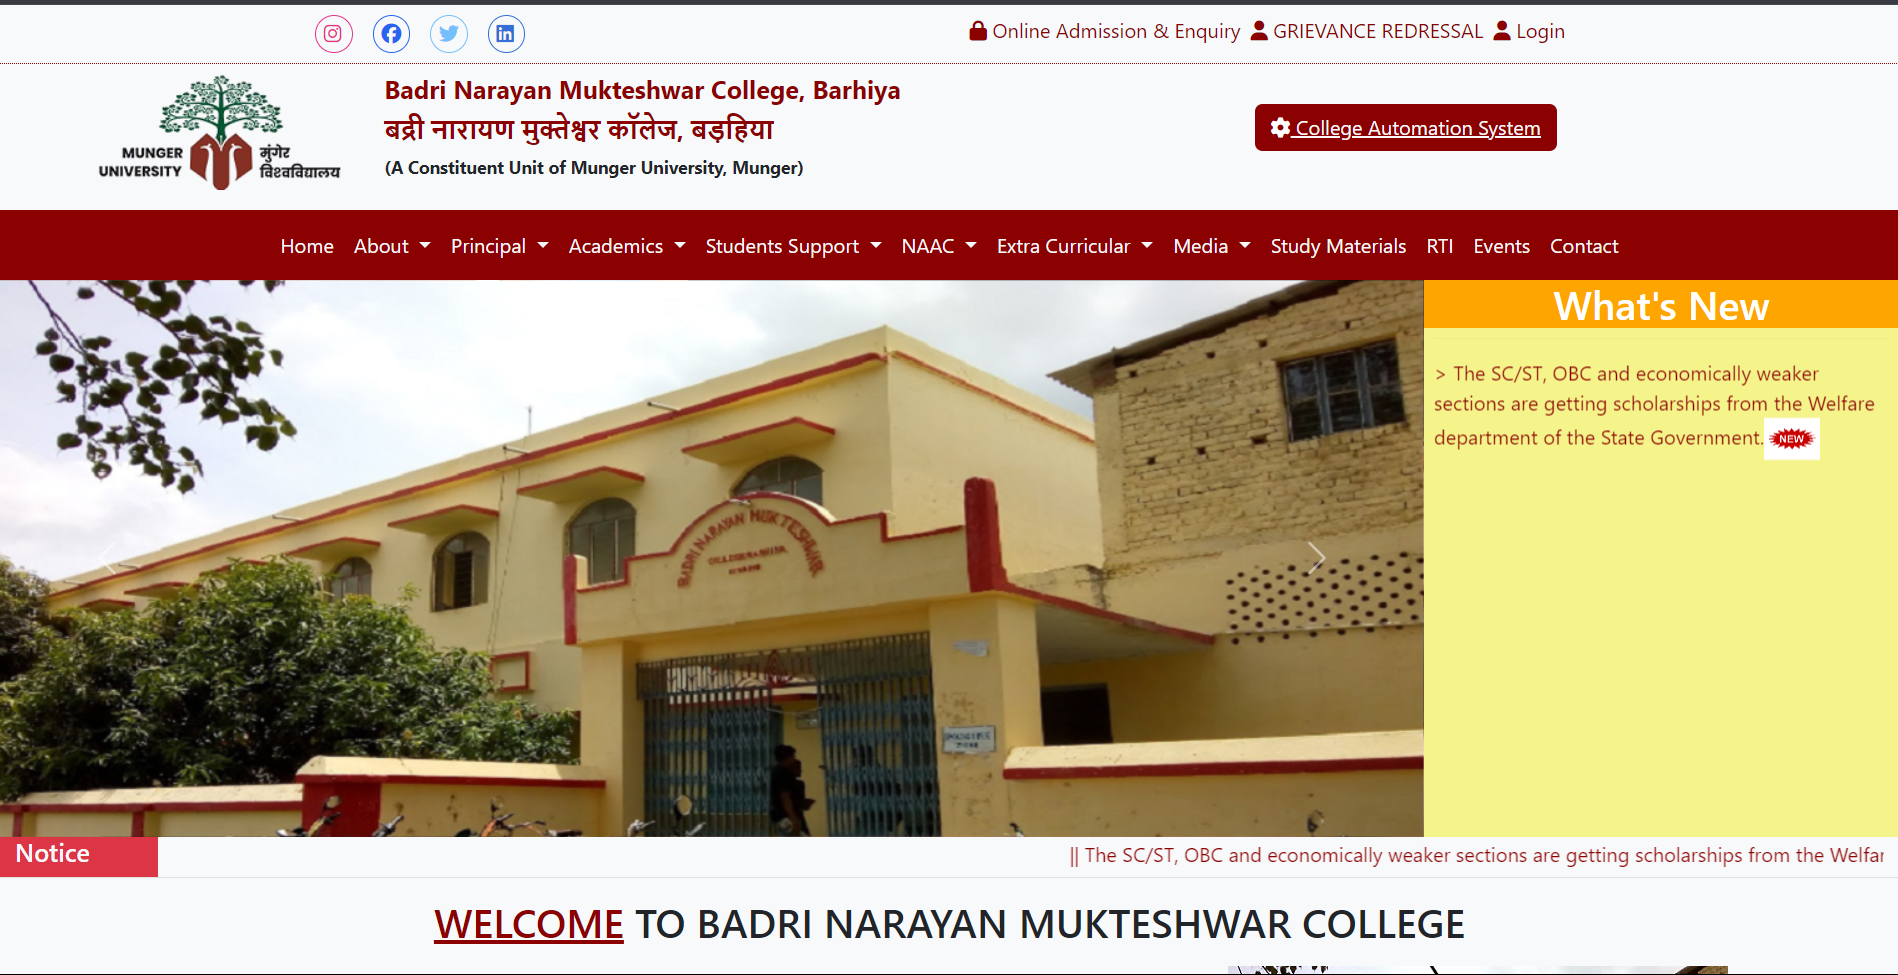 Online Admission & Enquiry GRIEVANCE REDRESSAL Login
MUNGER
UNIVERSITY
मुंगेर
विश्वविद्यालय
Badri Narayan Mukteshwar College, Barhiya
बद्री नारायण मुक्तेश्वर कॉलेज, बड़हिया
(A Constituent Unit of Munger University, Munger)
College Automation System
Home About Principal Academics Students Support NAAC Extra Curricular Media Study Materials RTI Events Contact
BADRI NARAYAN MUKTESHWAR
What's New
> The SC/ST, OBC and economically weaker
sections are getting scholarships from the Welfare
department of the State Government. NEW
Notice
|| The SC/ST, OBC and economically weaker sections are getting scholarships from the Welfar
WELCOME TO BADRI NARAYAN MUKTESHWAR COLLEGE